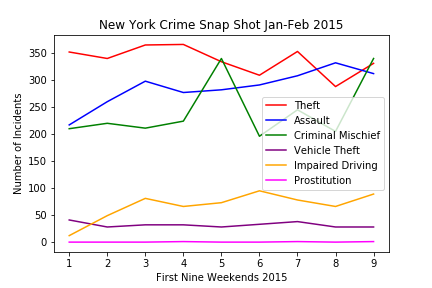 New York Crime Snap Shot Jan-Feb 2015
Number of Incidents
350
300
250
200
150
100
50
0
Theft
Assault
Criminal Mischief
Vehicle Theft
Impaired Driving
Prostitution
1 2 3 4 5 6 7 8 9
First Nine Weekends 2015